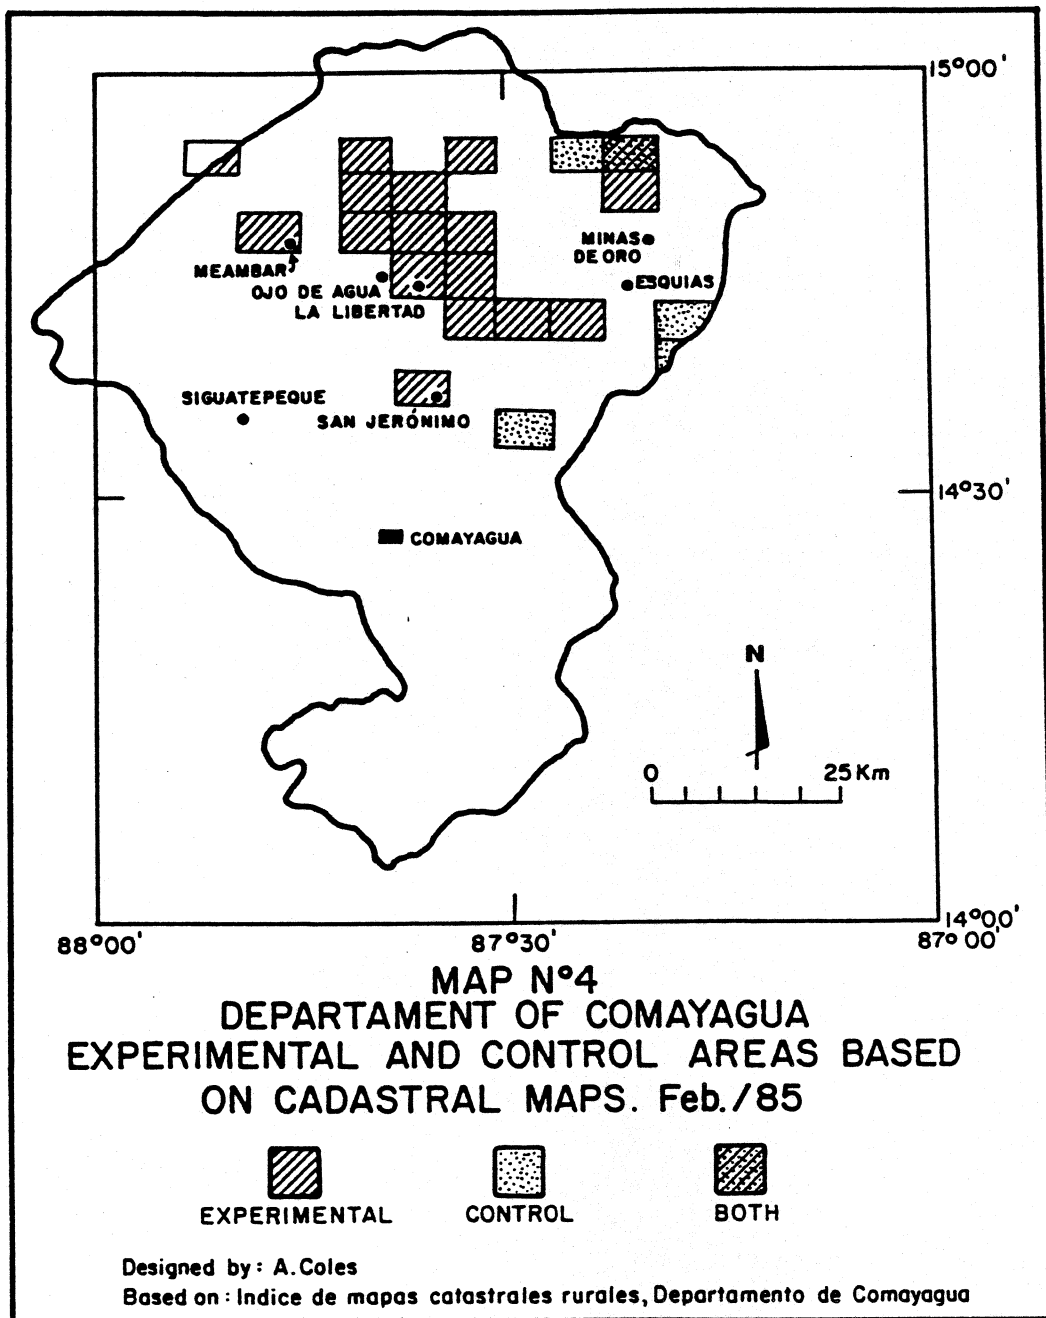 15°00'
MINAS
DE ORO
MEAMBAR
ESQUIAS
OJO DE AGUA
LA LIBERTAD
SIGUATEPEQUE
SAN JERÓNIMO
14°30'
COMAYAGUA
N
0 25 Km
14°00'
88°00' 87°30' 87°00'
MAP N°4
DEPARTAMENT OF COMAYAGUA
EXPERIMENTAL AND CONTROL AREAS BASED
ON CADASTRAL MAPS. Feb./85
EXPERIMENTAL CONTROL BOTH
Designed by: A. Coles
Based on: Indice de mapas catastrales rurales, Departamento de Comayagua